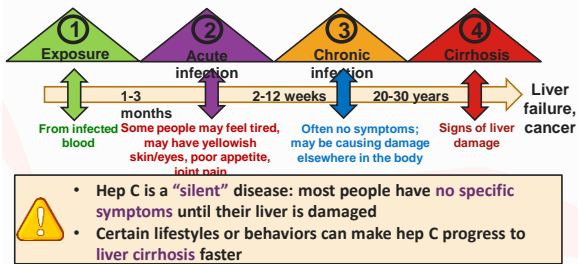 1
2
3
4
Exposure
Acute
infection
Chronic
infection
Cirrhosis
1-3
months
2-12 weeks
20-30 years
Liver
failure,
cancer
From infected
blood
Some people may feel tired,
may have yellowish
skin/eyes, poor appetite,
joint pain
Often no symptoms;
may be causing damage
elsewhere in the body
Signs of liver
damage
• Hep C is a “silent” disease: most people have no specific
symptoms until their liver is damaged
• Certain lifestyles or behaviors can make hep C progress to
liver cirrhosis faster